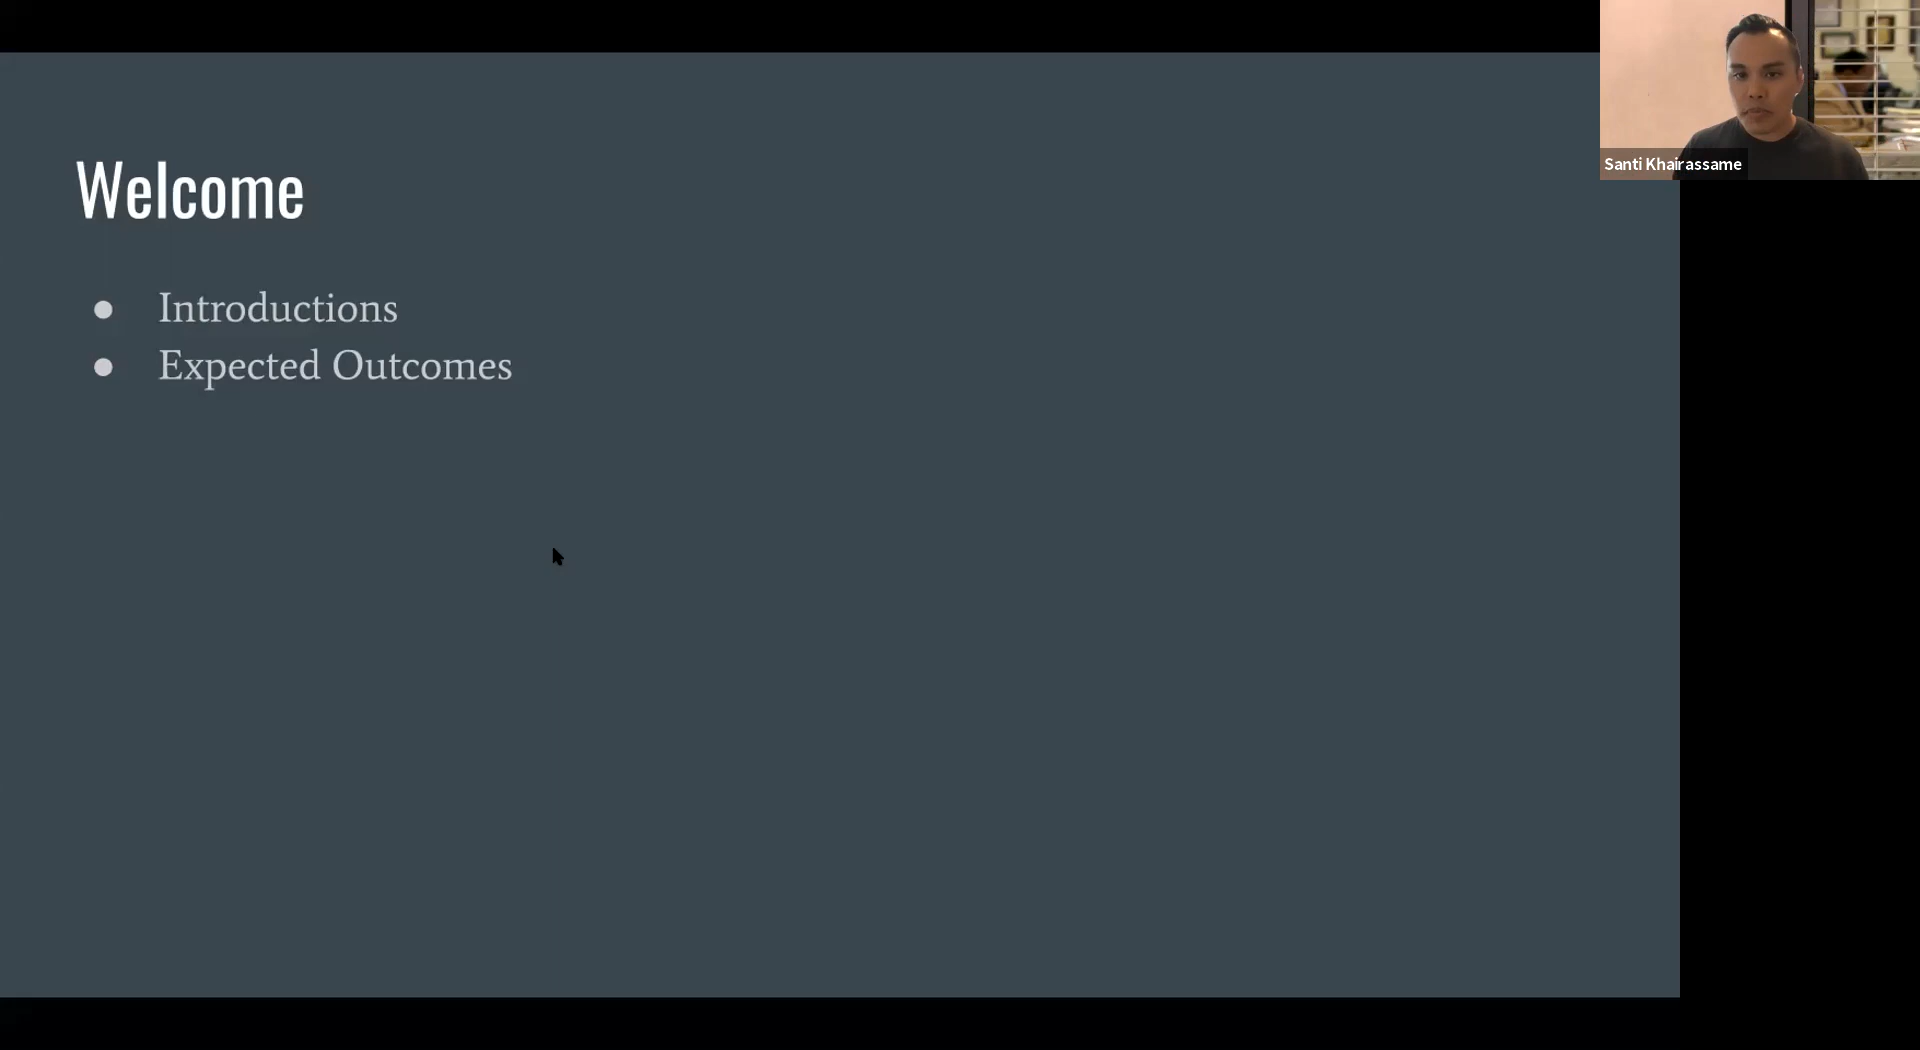 Welcome
● Introductions
● Expected Outcomes
Santi Khairassame